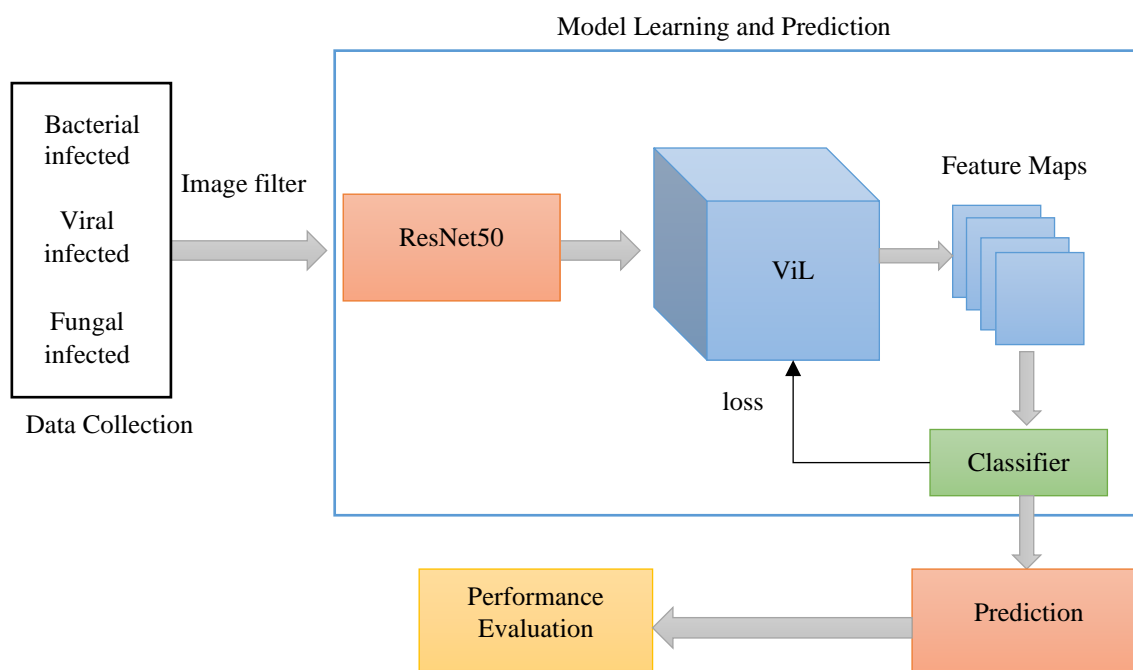 Model Learning and Prediction
Bacterial
infected
Viral
infected
Fungal
infected
Data Collection
Image filter
ResNet50
ViL
Feature Maps
loss
Classifier
Prediction
Performance
Evaluation